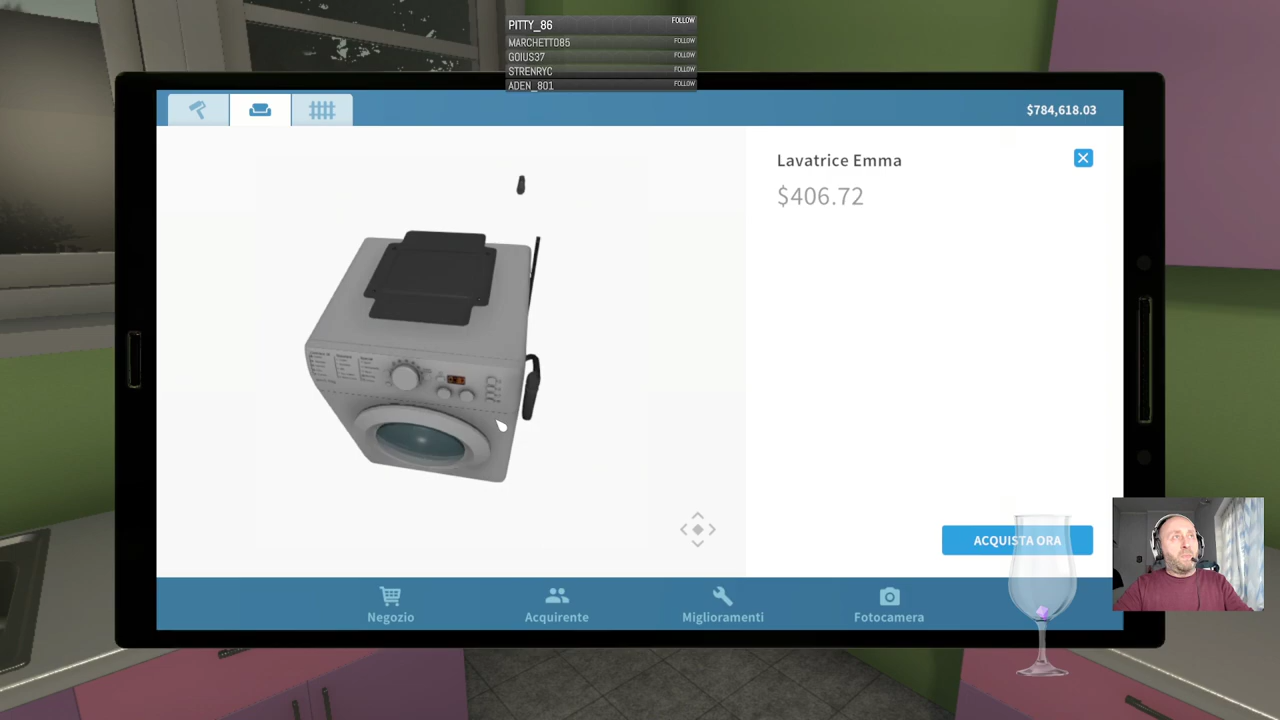 PITTY_86 FOLLOW
MARCHETTO85 FOLLOW
GOIUS37 FOLLOW
STRENRYC FOLLOW
ADEN_801 FOLLOW
$784,618.03
Lavatrice Emma
$406.72
ACQUISTA ORA
Negozio
Acquirente
Miglioramenti
Fotocamera